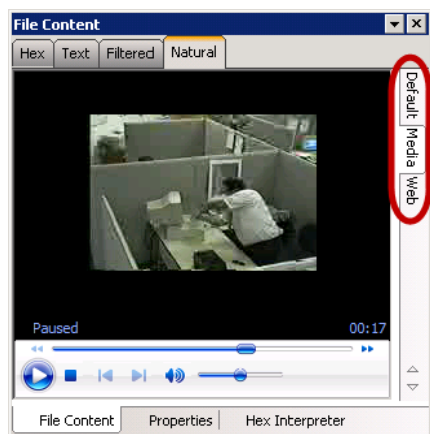 File Content
Hex Text Filtered Natural
Default Media Web
Paused 00:17
File Content Properties Hex Interpreter